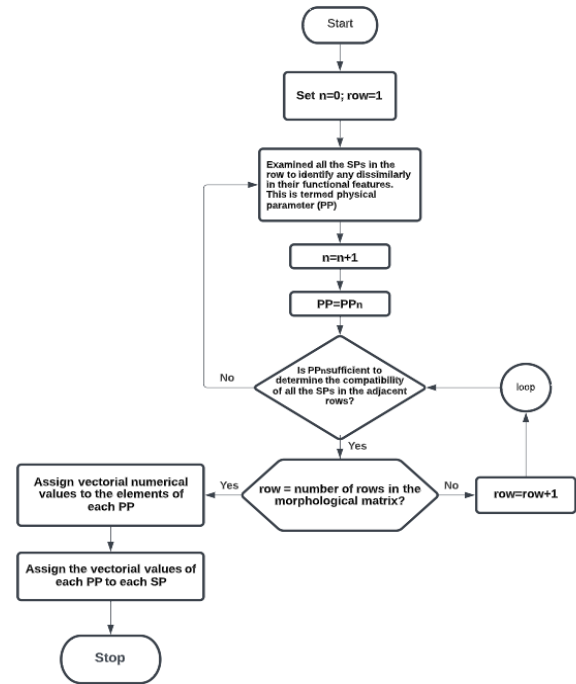 Start
Set n=0; row=1
Examined all the SPs in the
row to identify any dissimilarly
in their functional features.
This is termed physical
parameter (PP)
n=n+1
PP=PPn
Is PPnsufficient to
determine the compatibility
of all the SPs in the adjacent
rows?
No
loop
Yes
Assign vectorial numerical
values to the elements of
each PP
Yes
row = number of rows in the
morphological matrix?
No
row=row+1
Assign the vectorial values of
each PP to each SP
Stop